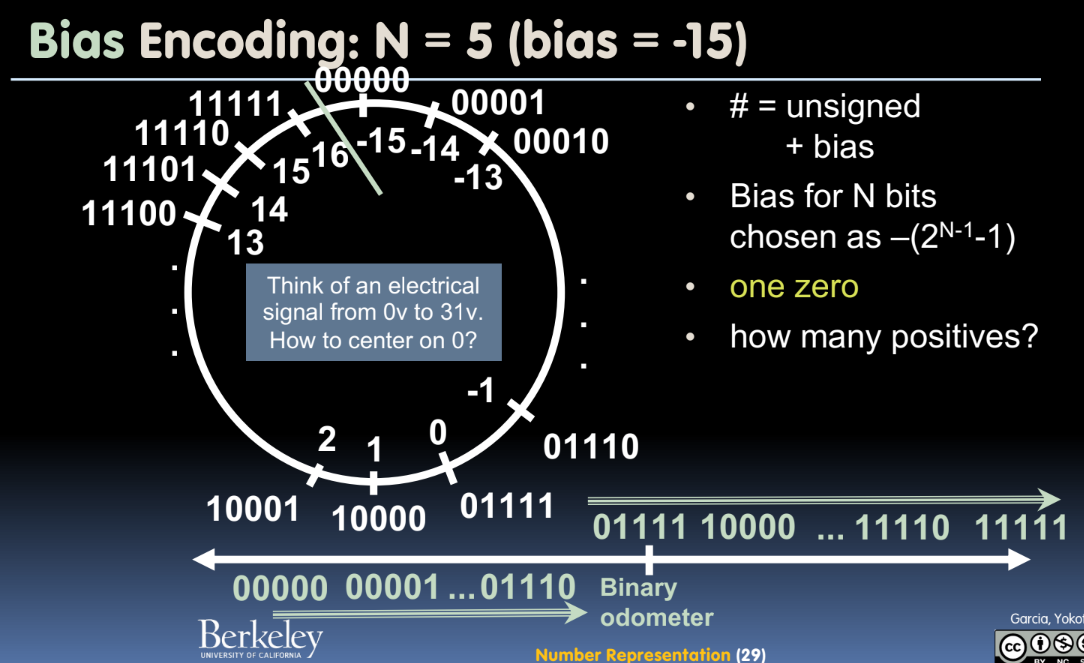 Bias Encoding: N = 5 (bias = -15)
00000
11111
00001
11110
00010
11101
11100
16
-15
-14
15
-13
14
13
• # = unsigned
+ bias
• Bias for N bits
chosen as –(2^N-1-1)
• one zero
• how many positives?
Think of an electrical
signal from 0v to 31v.
How to center on 0?
-1
01110
2
1
0
10001
10000
01111
01111 10000 ... 11110 11111
00000 00001 ... 01110
Binary
odometer
Berkeley
UNIVERSITY OF CALIFORNIA
Number Representation (29)
Garcia,
cc
BY NC